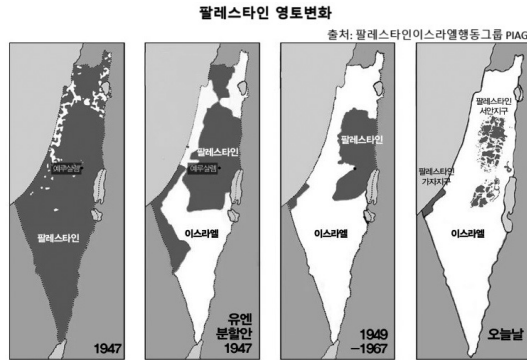 팔레스타인 영토변화
출처: 팔레스타인이스라엘행동그룹 PIAG
예루살렘
팔레스타인
1947
팔레스타인
예루살렘
이스라엘
유엔
분할안
1947
팔레스타인
이스라엘
1949
–1967
팔레스타인
서안지구
팔레스타인
가자지구
이스라엘
오늘날